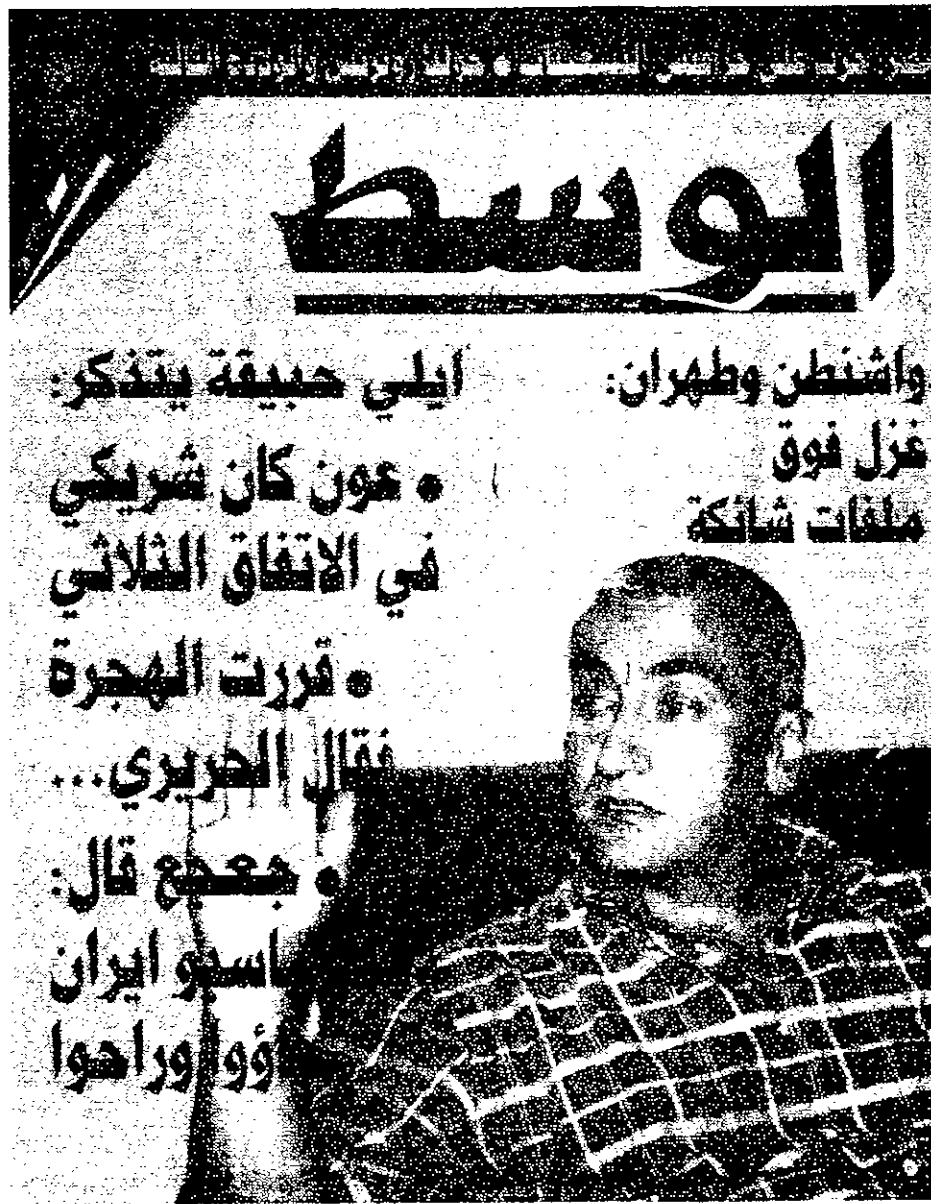 الوسط
واشنطن وطهران:
غزل فوق
ملفات شائكة
ايلي حبيقة يتذكر:
• عون كان شريكي
في الاتفاق الثلاثي
• قررت الهجرة
فقال الحريري...
• جعجع قال:
ايران
وراحوا